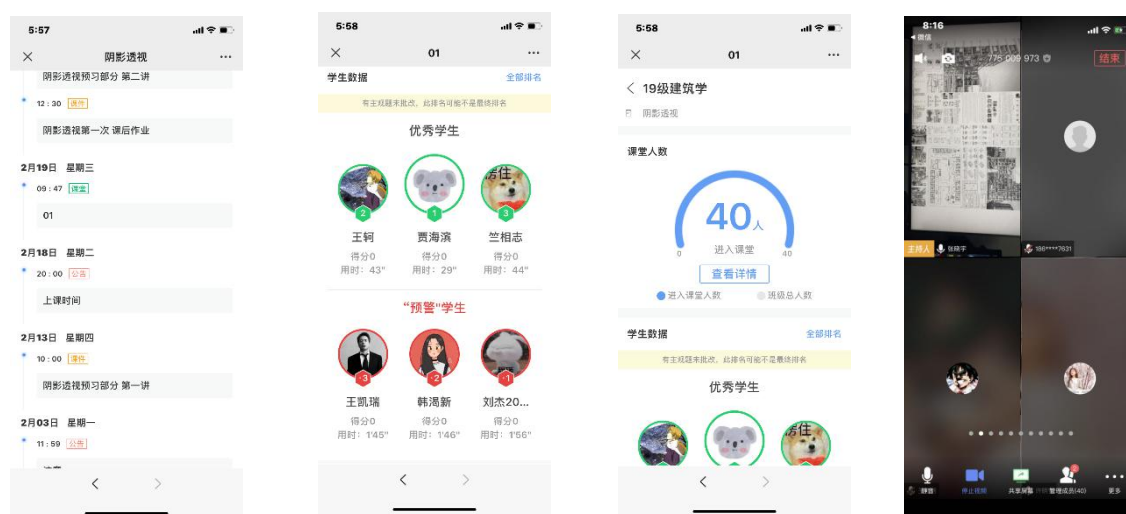 5:57
阴影透视
阴影透视预习部分 第二讲
12:30 课件
阴影透视第一次 课后作业
2月19日 星期三
09:47 课堂
01
2月18日 星期二
20:00 公告
上课时间
2月13日 星期四
10:00 课件
阴影透视预习部分 第一讲
2月03日 星期一
11:59 公告
5:58
01
学生数据 全部排名
有主观题未批改，此排名可能不是最终排名
优秀学生
2 1 3
王轲 贾海滨 竺相志
得分0 得分0 得分0
用时：43" 用时：29" 用时：44"
“预警”学生
-3 -2 -1
王凯瑞 韩渴新 刘杰20...
得分0 得分0 得分0
用时：1'45" 用时：1'46" 用时：1'56"
5:58
01
19级建筑学
阴影透视
课堂人数
40人
0 进入课堂 40
查看详情
进入课堂人数 班级总人数
学生数据 全部排名
有主观题未批改，此排名可能不是最终排名
优秀学生
居住
8:16
微信
775 009 973 结束
主持人 张晓宇 186****7631
静音 停止视频 共享屏幕 管理成员(40) 更多